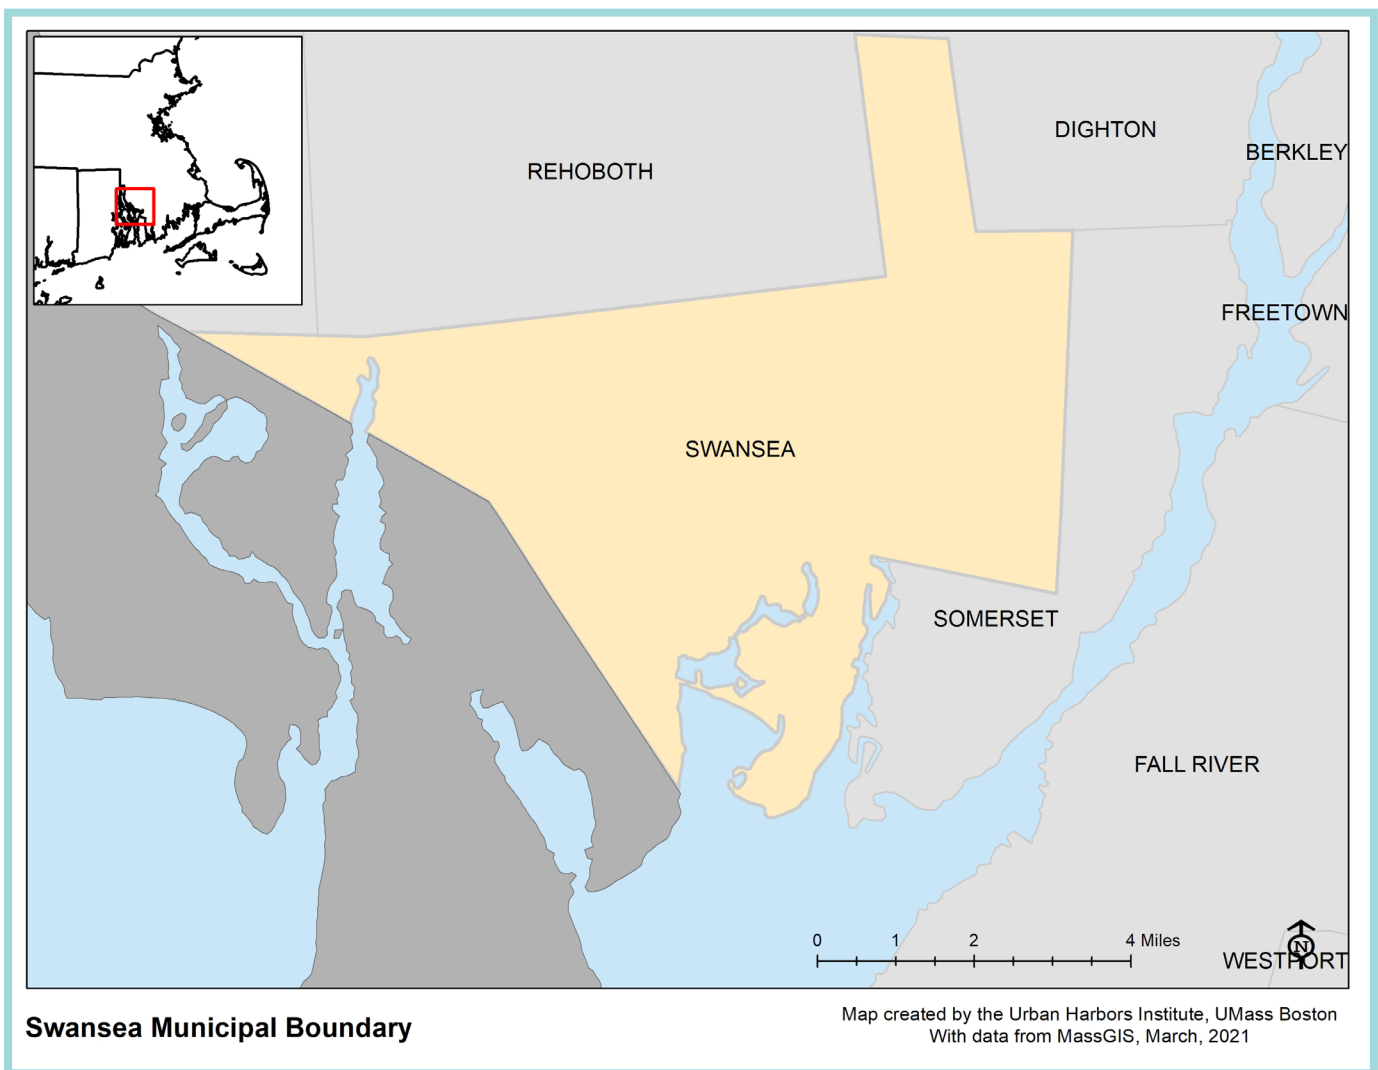 DIGHTON
BERKLEY
REHOBOTH
FREETOWN
SWANSEA
SOMERSET
FALL RIVER
0 1 2 4 Miles
N
WESTPORT
Swansea Municipal Boundary
Map created by the Urban Harbors Institute, UMass Boston
With data from MassGIS, March, 2021